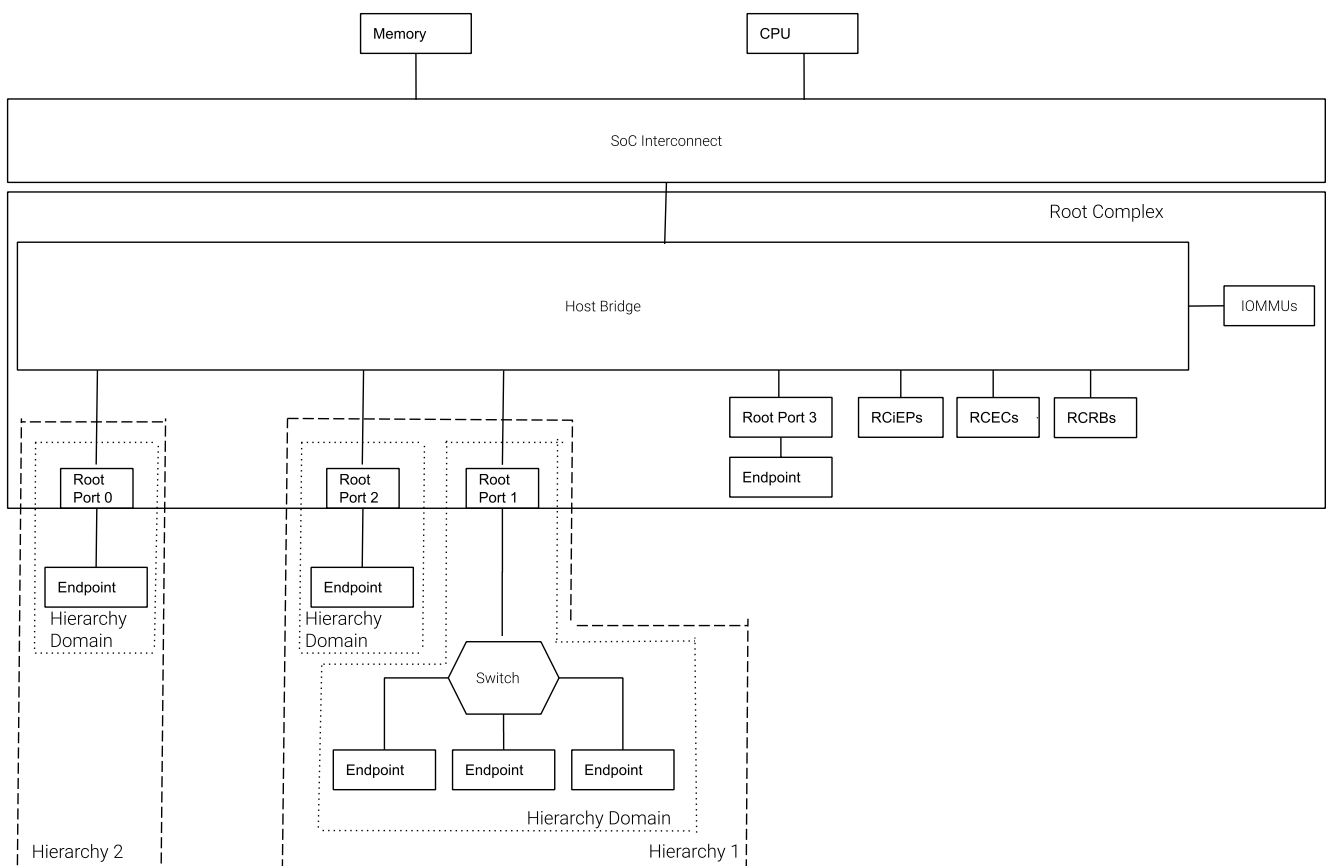 Memory
CPU
SoC Interconnect
Root Complex
Host Bridge
IOMMUs
Root Port 3
RCiEPs
RCECs
RCRBs
Root
Port 0
Root
Port 2
Root
Port 1
Endpoint
Endpoint
Endpoint
Hierarchy
Domain
Hierarchy
Domain
Switch
Endpoint
Endpoint
Endpoint
Hierarchy Domain
Hierarchy 2
Hierarchy 1